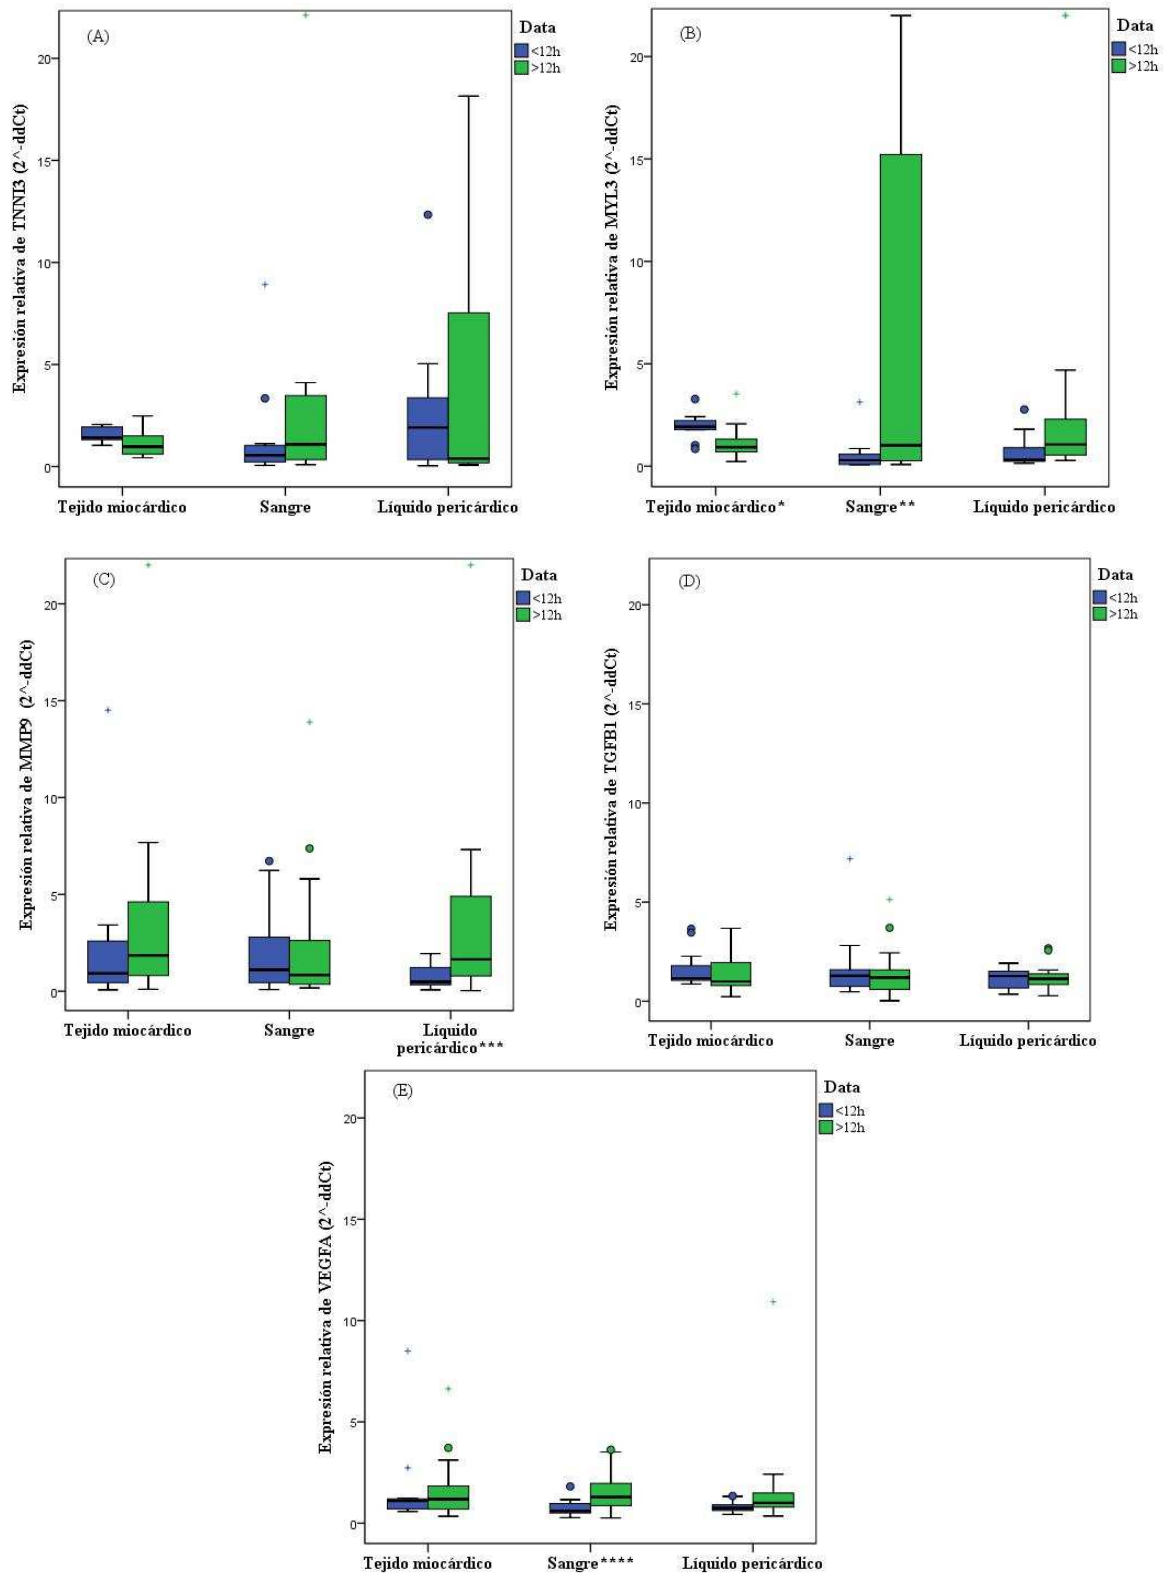 (A)
Data
<12h
>12h
Expresión relativa de TNNI3 (2^-ddCt)
20
15
10
5
0
Tejido miocárdico
Sangre
Líquido pericárdico
(B)
Data
<12h
>12h
Expresión relativa de MYL3 (2^-ddCt)
20
15
10
5
0
Tejido miocárdico*
Sangre**
Líquido pericárdico
(C)
Data
<12h
>12h
Expresión relativa de MMP9 (2^-ddCt)
20
15
10
5
0
Tejido miocárdico
Sangre
Líquido
pericárdico***
(D)
Data
<12h
>12h
Expresión relativa de TGFB1 (2^-ddCt)
20
15
10
5
0
Tejido miocárdico
Sangre
Líquido pericárdico
(E)
Data
<12h
>12h
Expresión relativa de VEGFA (2^-ddCt)
20
15
10
5
0
Tejido miocárdico
Sangre****
Líquido pericárdico